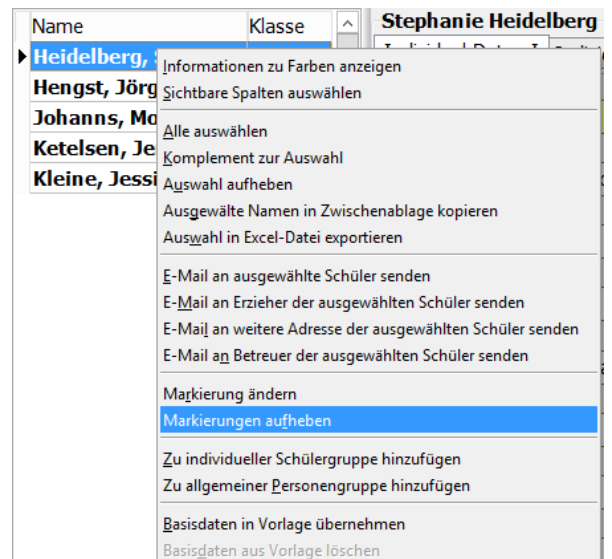 Name Klasse
Stephanie Heidelberg
Heidelberg,
Hengst, Jörg
Johanns,
Ketelsen,
Kleine,
Informationen zu Farben anzeigen
Sichtbare Spalten auswählen
Alle auswählen
Komplement zur Auswahl
Auswahl aufheben
Ausgewälte Namen in Zwischenablage kopieren
Auswahl in Excel-Datei exportieren
E-Mail an ausgewählte Schüler senden
E-Mail an Erzieher der ausgewählten Schüler senden
E-Mail an weitere Adresse der ausgewählten Schüler senden
E-Mail an Betreuer der ausgewählten Schüler senden
Markierung ändern
Markierungen aufheben
Zu individueller Schülergruppe hinzufügen
Zu allgemeiner Personengruppe hinzufügen
Basisdaten in Vorlage übernehmen
Basisdaten aus Vorlage löschen